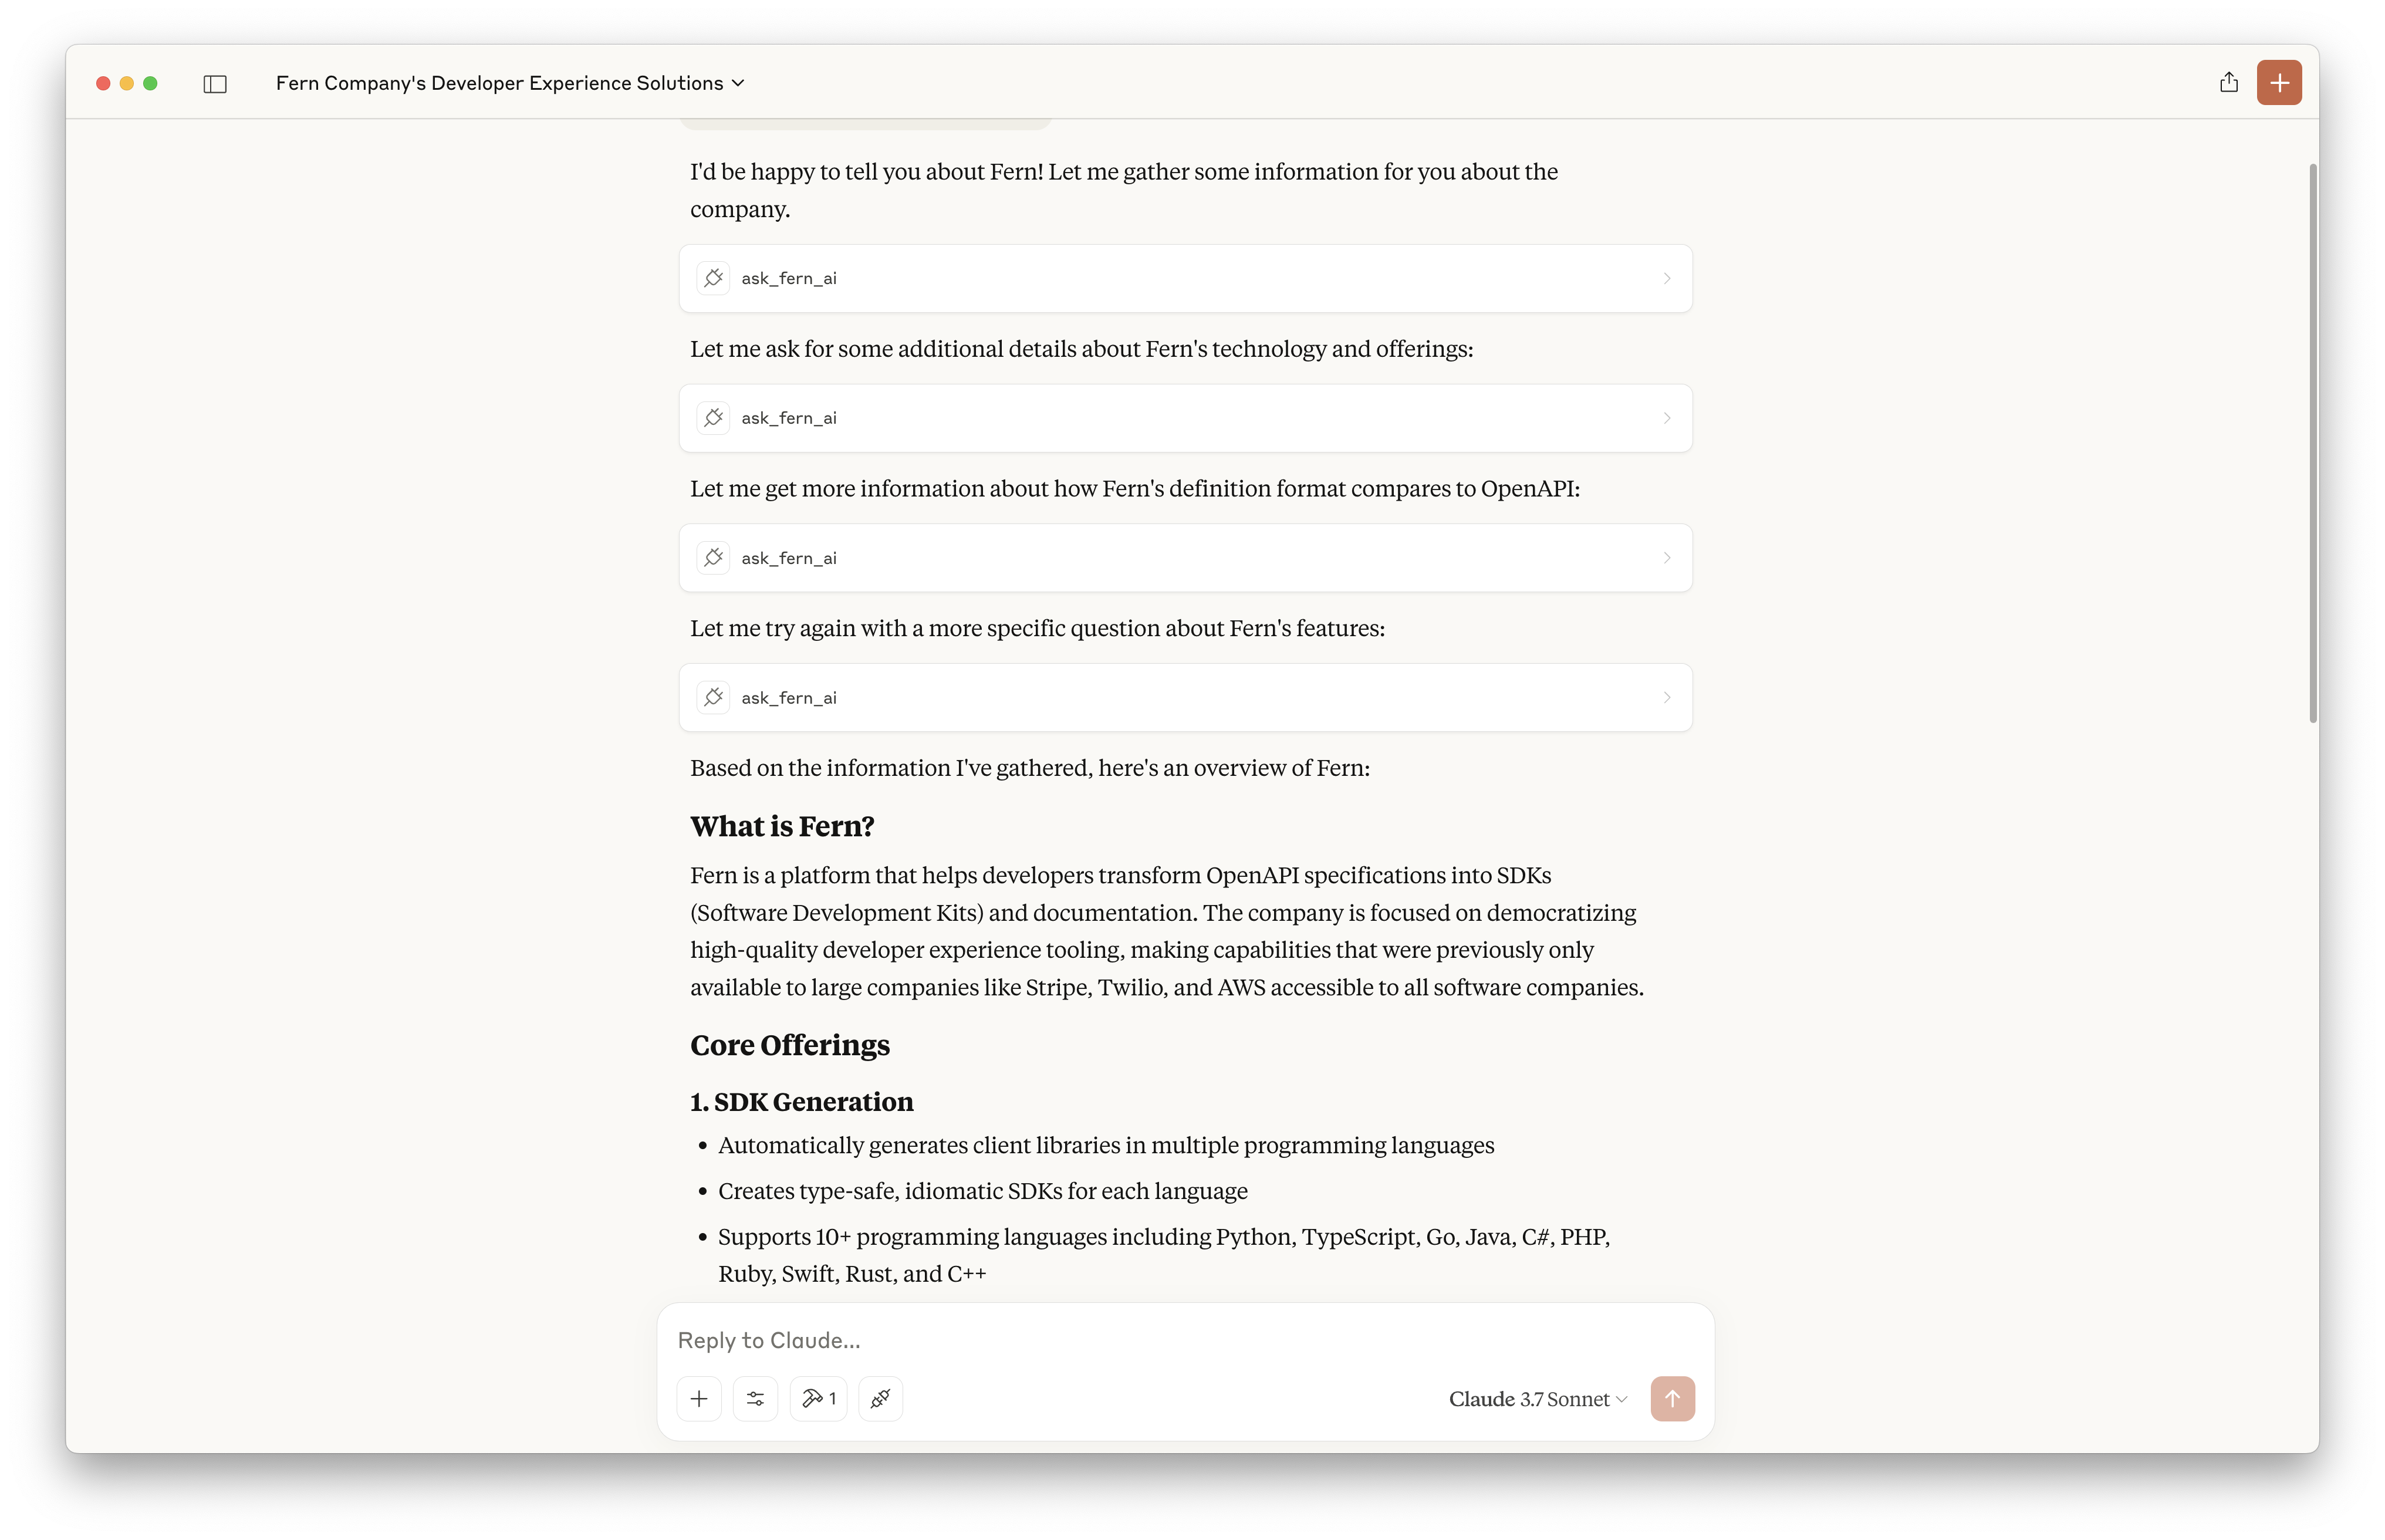 Fern Company's Developer Experience Solutions
I'd be happy to tell you about Fern! Let me gather some information for you about the
company.
ask_fern_ai
Let me ask for some additional details about Fern's technology and offerings:
ask_fern_ai
Let me get more information about how Fern's definition format compares to OpenAPI:
ask_fern_ai
Let me try again with a more specific question about Fern's features:
ask_fern_ai
Based on the information I've gathered, here's an overview of Fern:
What is Fern?
Fern is a platform that helps developers transform OpenAPI specifications into SDKs
(Software Development Kits) and documentation. The company is focused on democratizing
high-quality developer experience tooling, making capabilities that were previously only
available to large companies like Stripe, Twilio, and AWS accessible to all software companies.
Core Offerings
1. SDK Generation
• Automatically generates client libraries in multiple programming languages
• Creates type-safe, idiomatic SDKs for each language
• Supports 10+ programming languages including Python, TypeScript, Go, Java, C#, PHP,
Ruby, Swift, Rust, and C++
Reply to Claude...
1
Claude 3.7 Sonnet